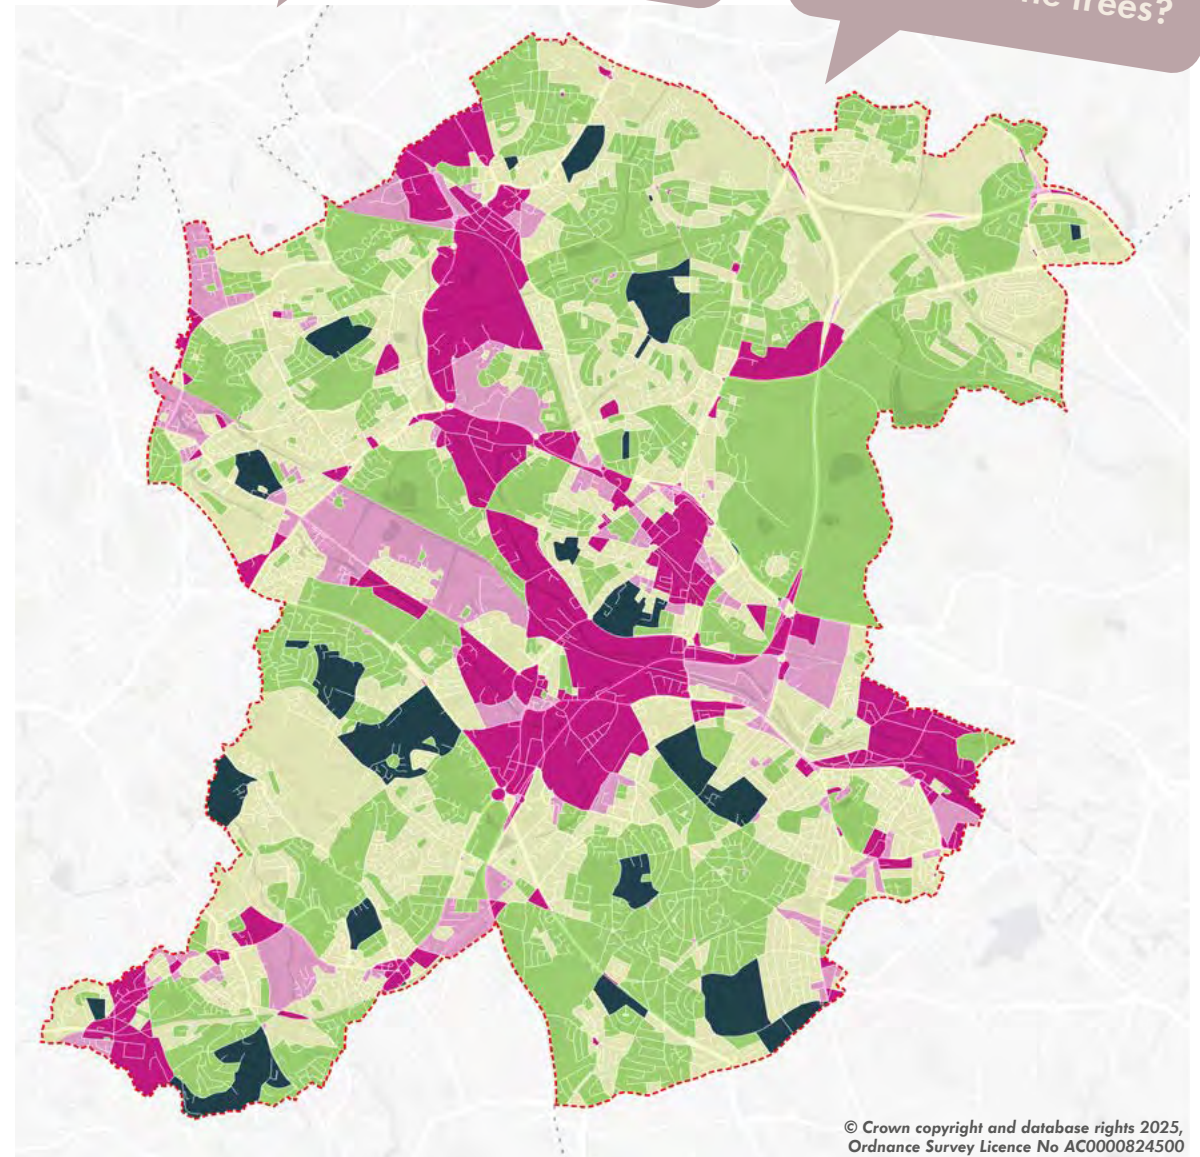 trees?
© Crown copyright and database rights 2025,
Ordnance Survey Licence No AC0000824500